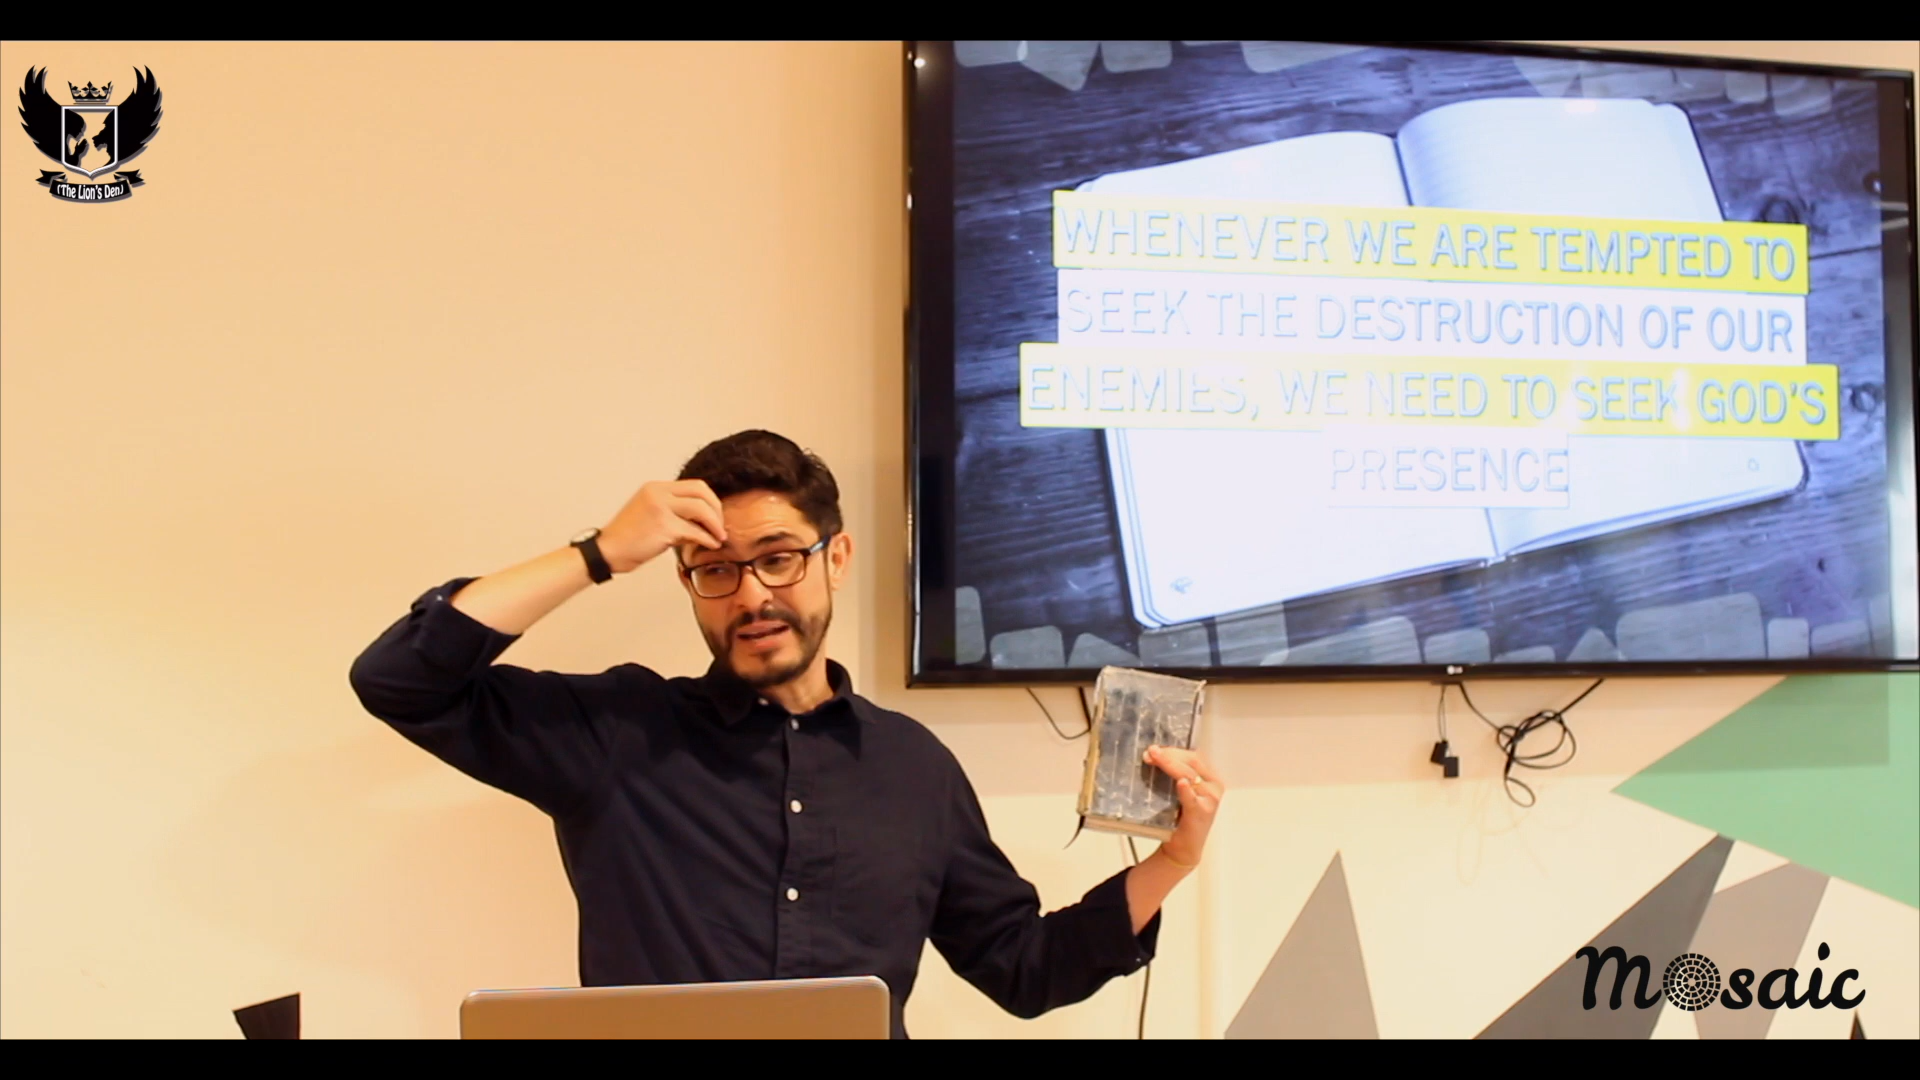 (The Lion's Den)
WHENEVER WE ARE TEMPTED TO
SEEK THE DESTRUCTION OF OUR
ENEMIES, WE NEED TO SEEK GOD'S
PRESENCE
LG
Mosaic